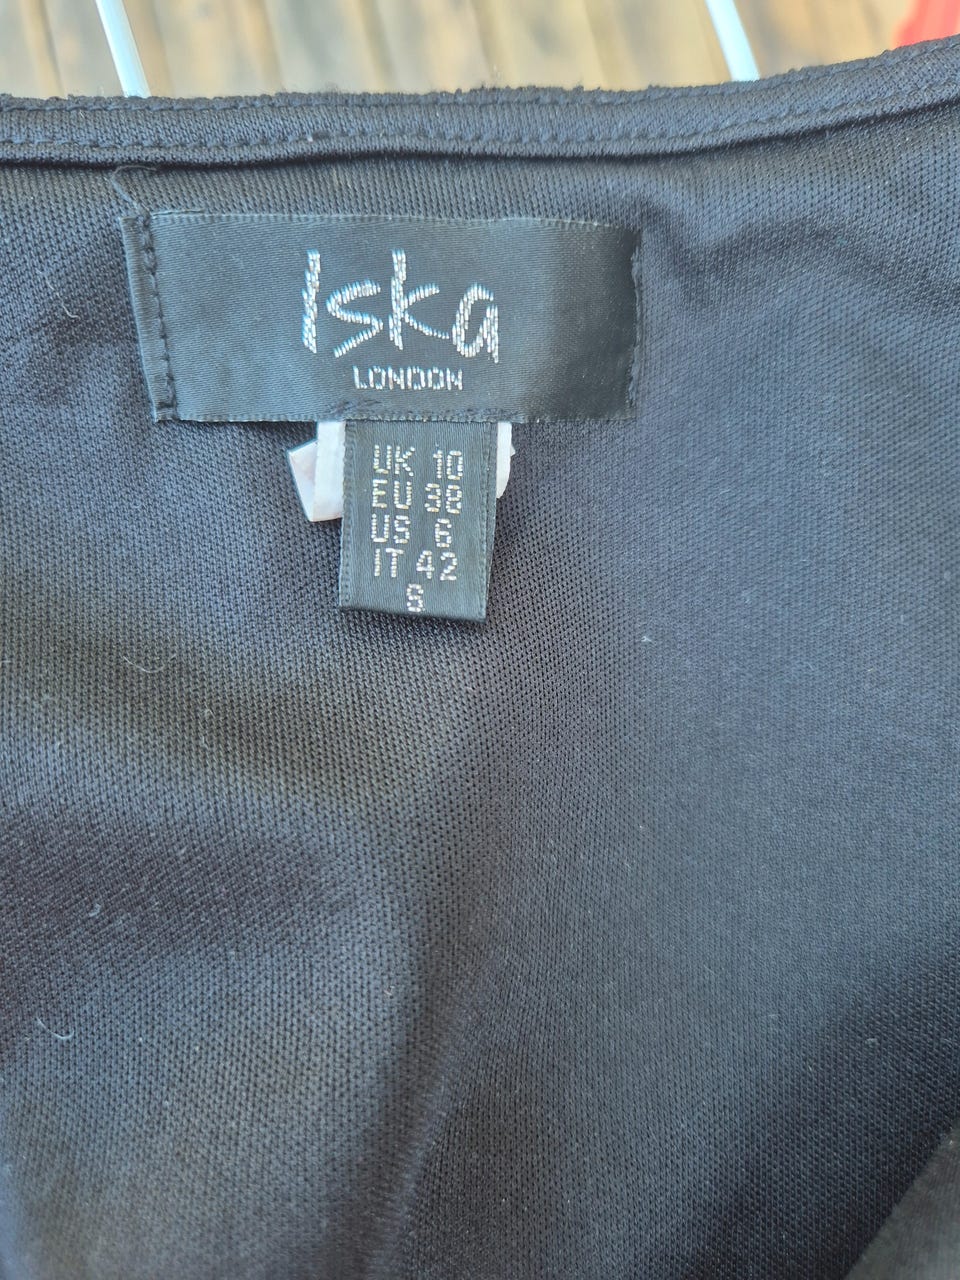 Iska
LONDON
UK 10
EU 38
US 6
IT 42
S